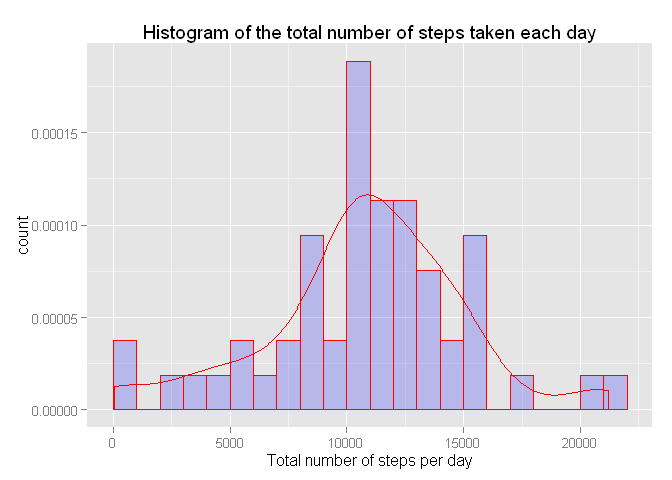 Histogram of the total number of steps taken each day
count
0.00015
0.00010
0.00005
0.00000
0 5000 10000 15000 20000
Total number of steps per day